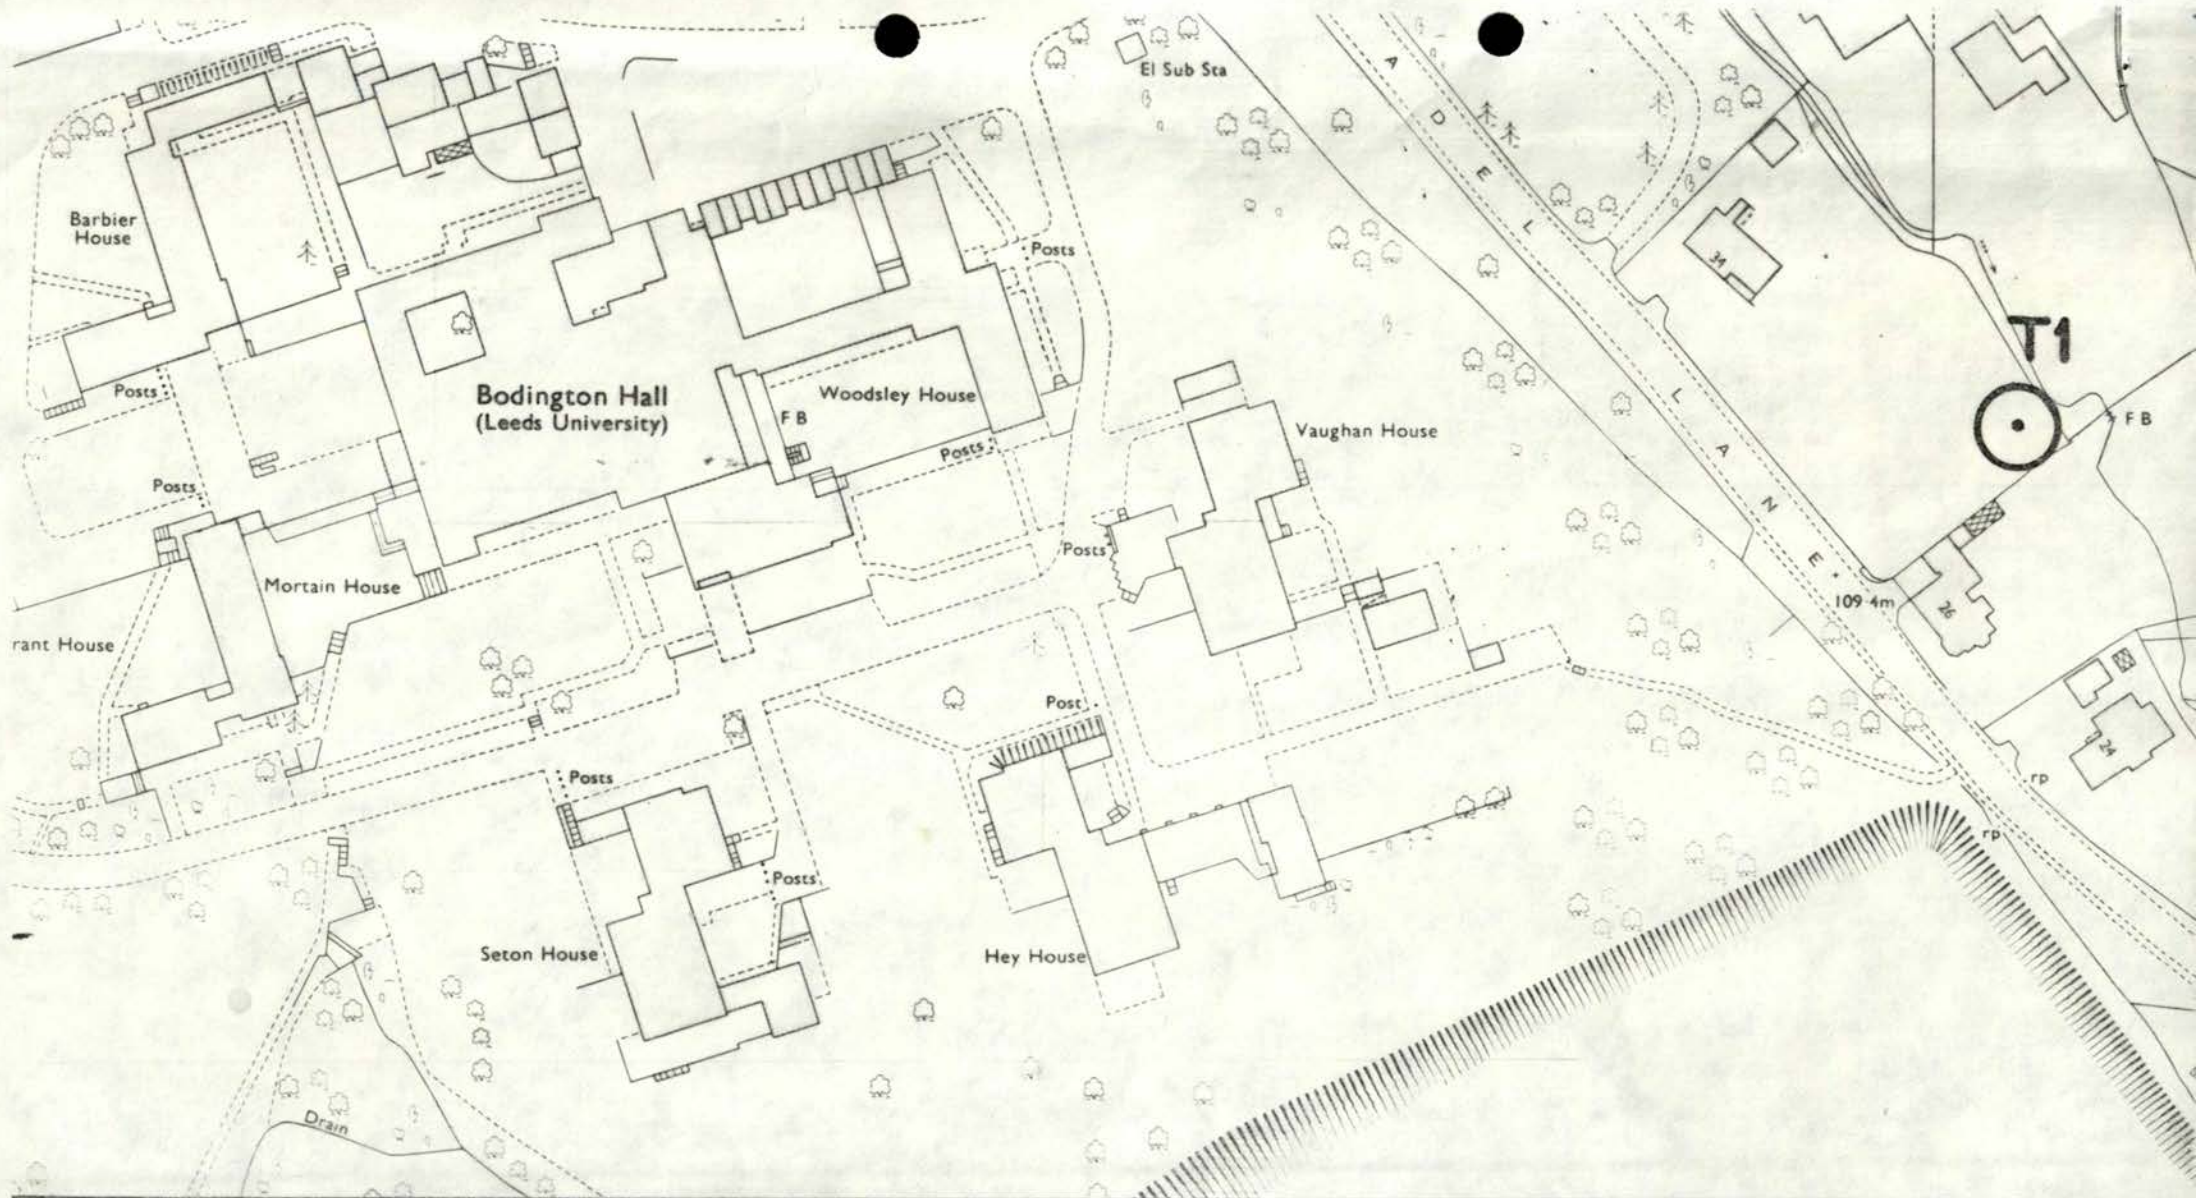 El Sub Sta
ADEL LANE
Barbier
House
Posts
34
T1
Posts
Bodington Hall
(Leeds University)
Woodsley House
F B
F B
Vaughan House
Posts
Posts
Posts
Mortain House
109·4m
26
rant House
Post
24
Posts
rp
rp
Posts
Seton House
Hey House
Drain